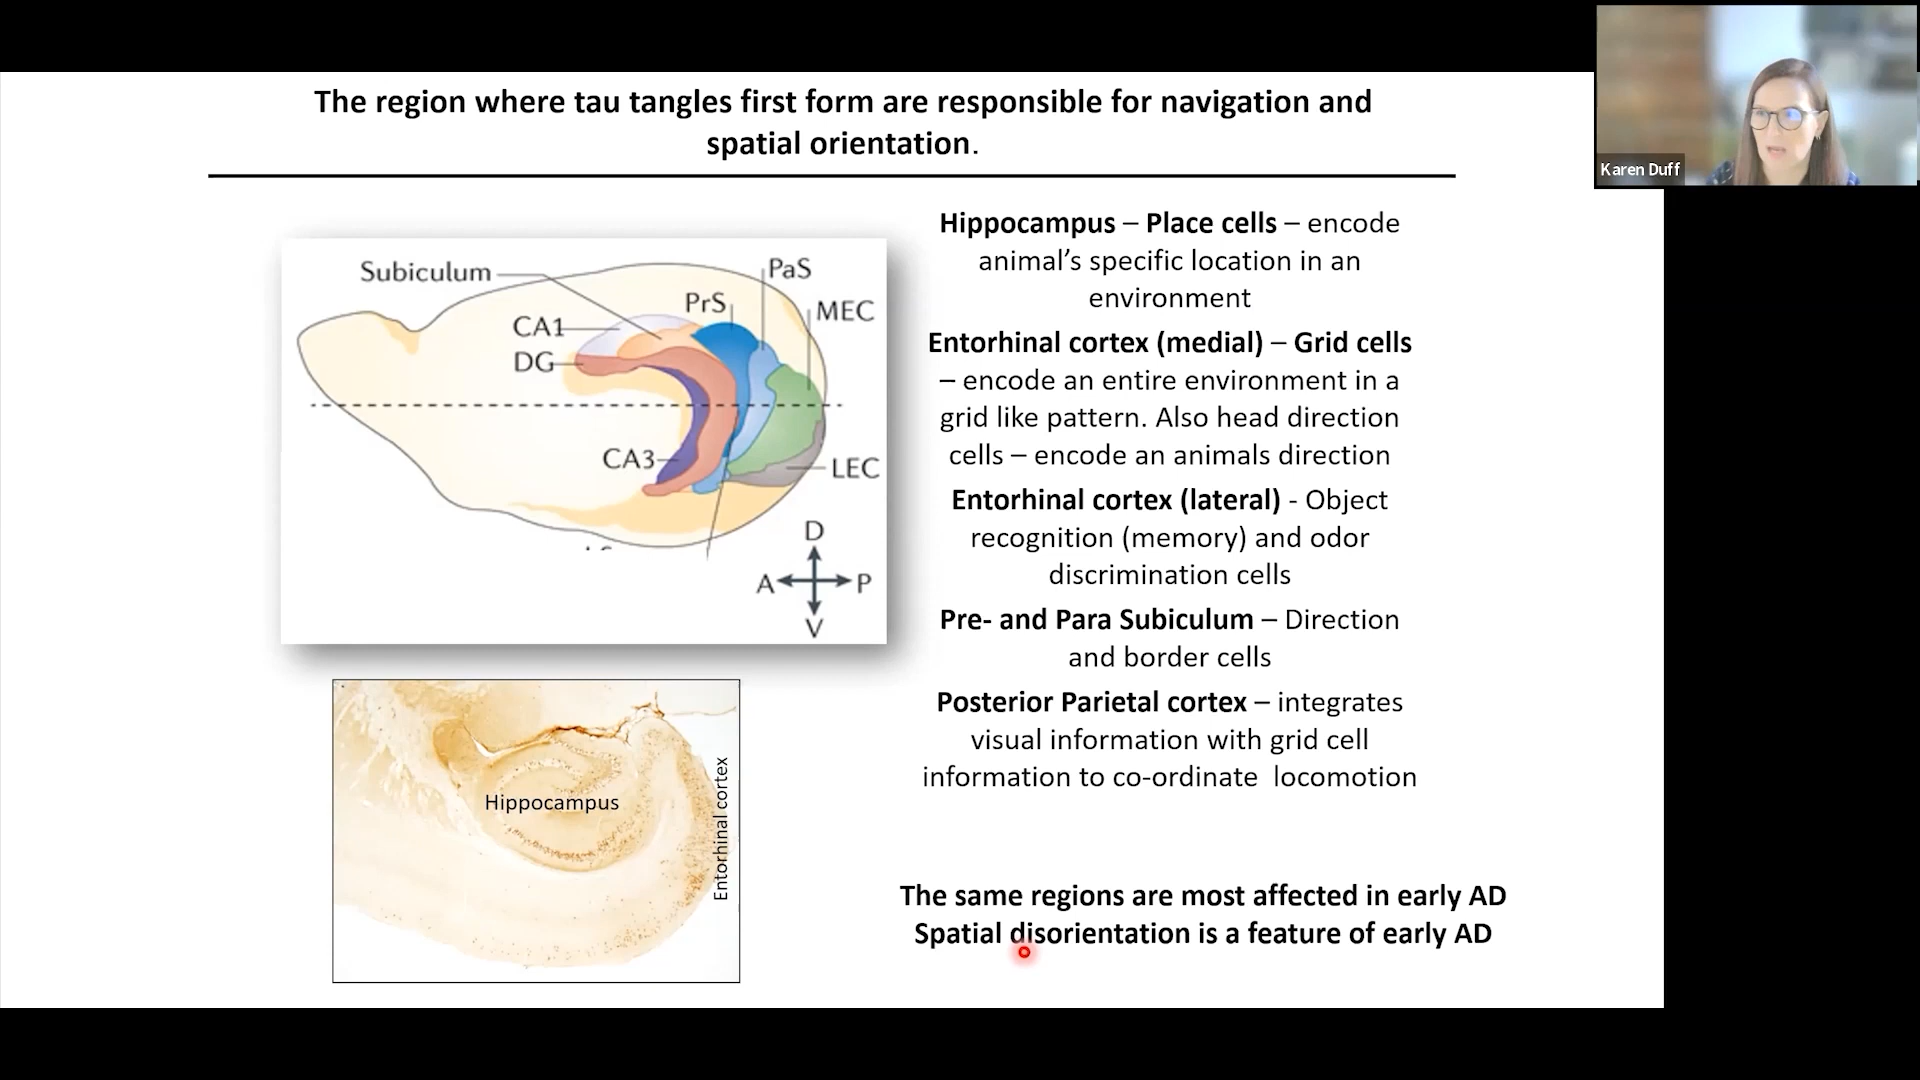 The region where tau tangles first form are responsible for navigation and
spatial orientation.
Karen Duff
Subiculum
PaS
PrS
MEC
CA1
DG
CA3
LEC
D
A
P
V
Hippocampus
Entorhinal cortex
Hippocampus – Place cells – encode
animal’s specific location in an
environment
Entorhinal cortex (medial) – Grid cells
– encode an entire environment in a
grid like pattern. Also head direction
cells – encode an animals direction
Entorhinal cortex (lateral) - Object
recognition (memory) and odor
discrimination cells
Pre- and Para Subiculum – Direction
and border cells
Posterior Parietal cortex – integrates
visual information with grid cell
information to co-ordinate  locomotion
The same regions are most affected in early AD
Spatial disorientation is a feature of early AD